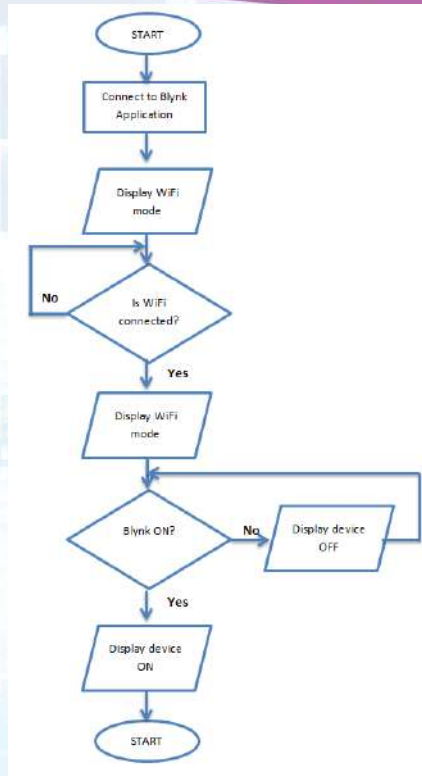 START
Connect to Blynk
Application
Display WiFi
mode
No
Is WiFi
connected?
Yes
Display WiFi
mode
Blynk ON?
No
Display device
OFF
Yes
Display device
ON
START